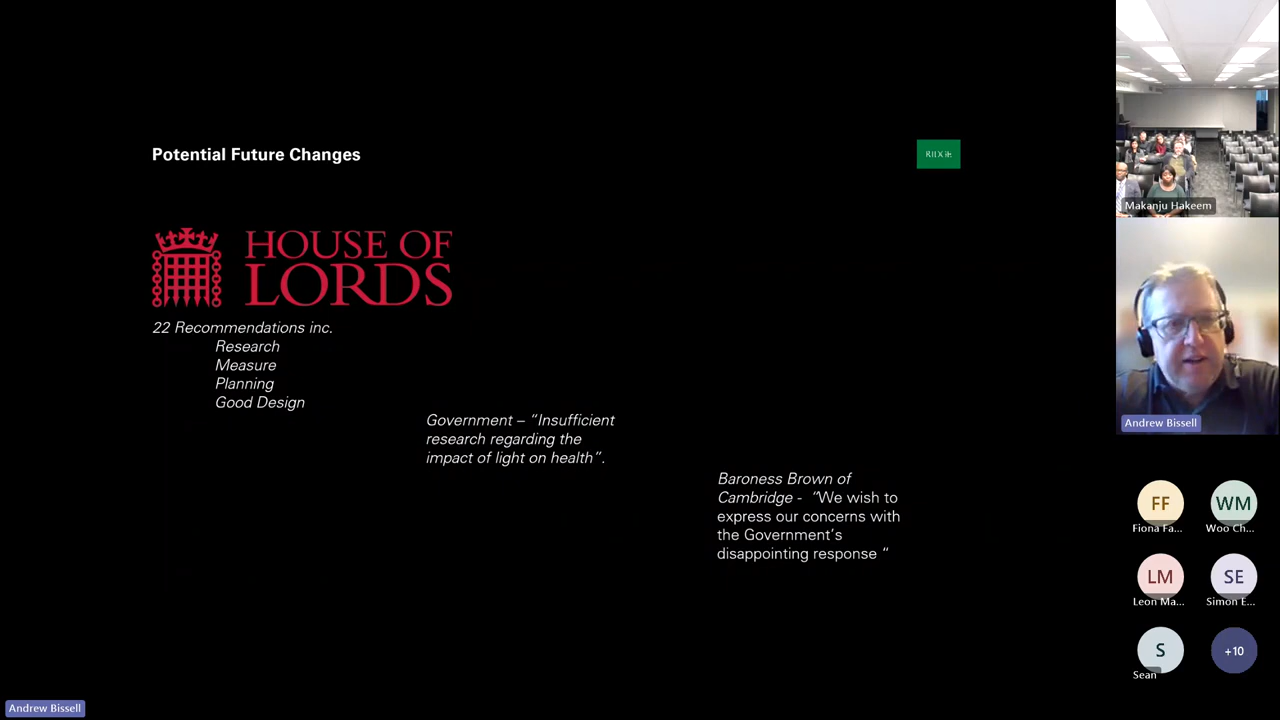 Potential Future Changes
RIDGE
HOUSE OF
LORDS
22 Recommendations inc.
Research
Measure
Planning
Good Design
Government – “Insufficient
research regarding the
impact of light on health”.
Baroness Brown of
Cambridge - “We wish to
express our concerns with
the Government’s
disappointing response “
Makanju Hakeem
Andrew Bissell
FF
WM
Fiona Fa...
Woo Ch...
LM
SE
Leon Ma...
Simon E...
S
+10
Sean
Andrew Bissell